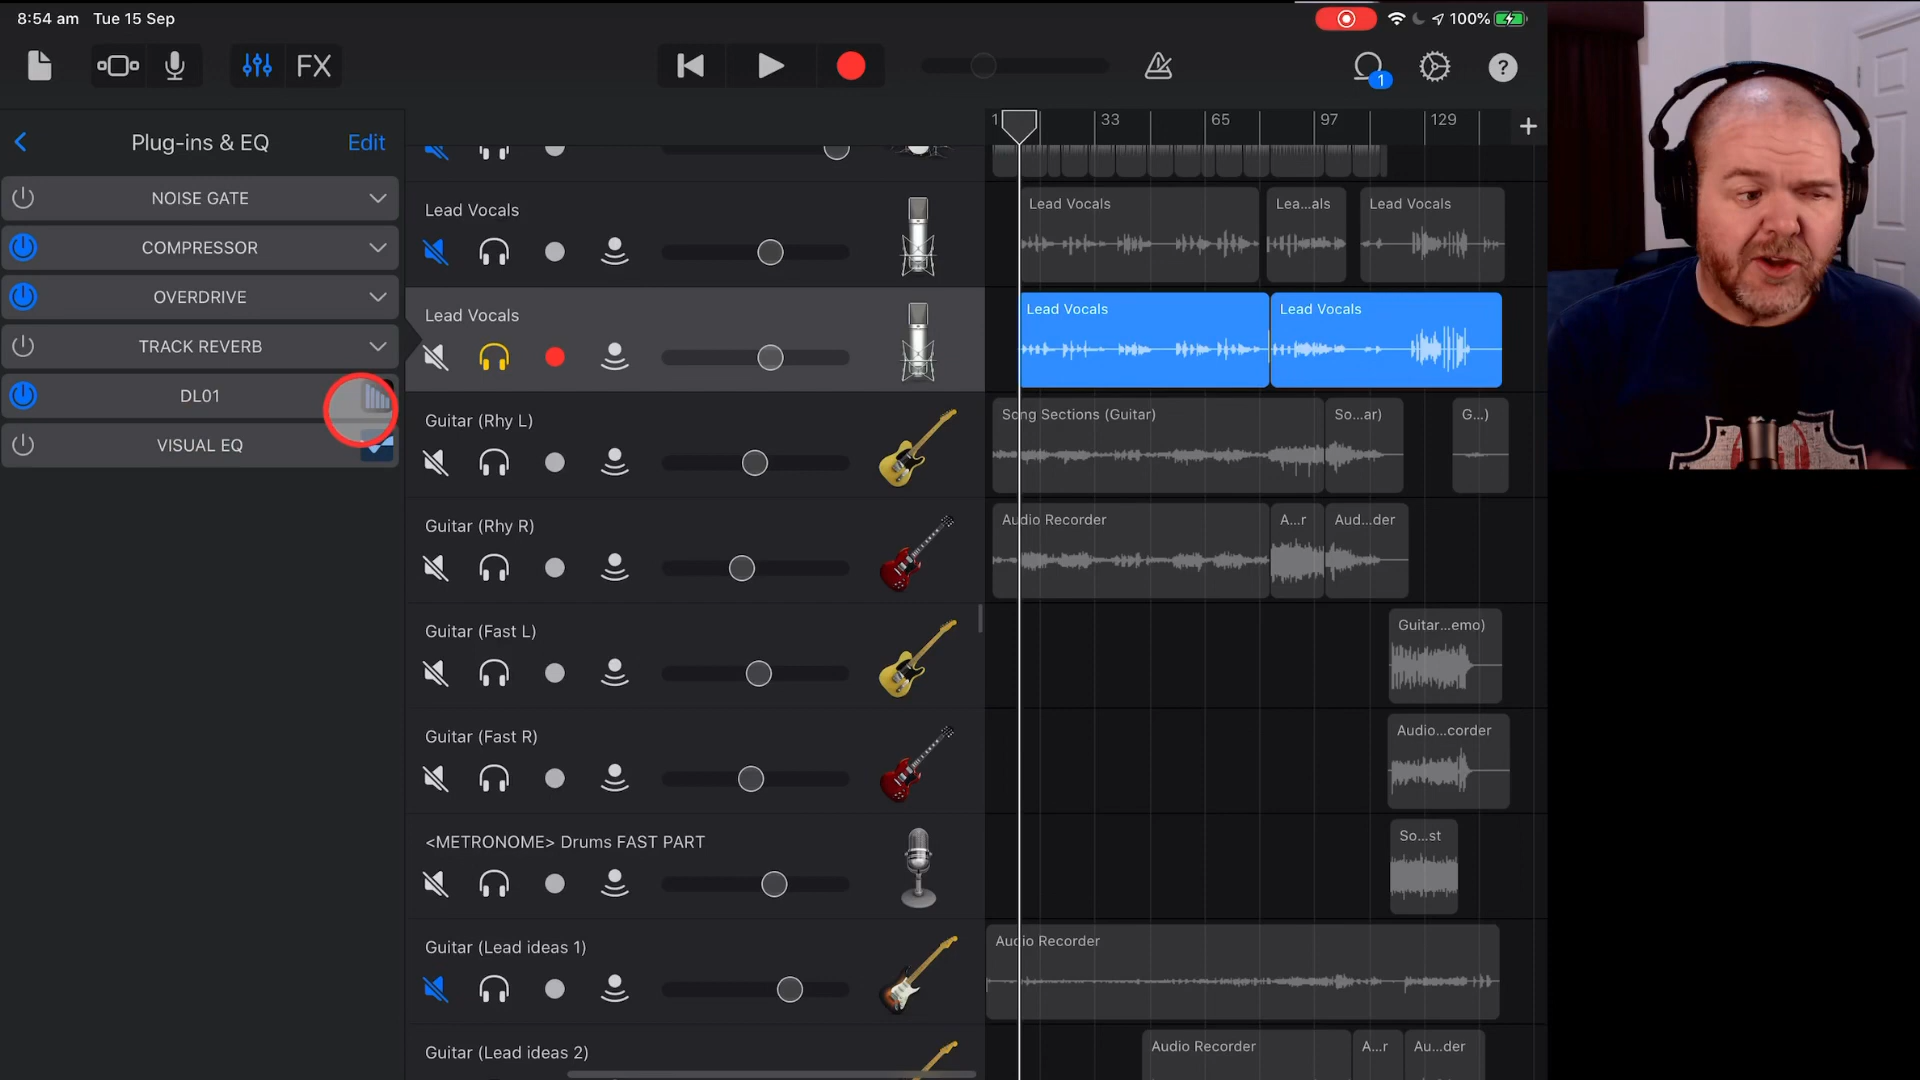 8:54 am Tue 15 Sep
100%
FX
1
?
Plug-ins & EQ
Edit
1
33
65
97
129
+
NOISE GATE
COMPRESSOR
OVERDRIVE
TRACK REVERB
DL01
VISUAL EQ
Lead Vocals
Lead Vocals
Lea...als
Lead Vocals
Lead Vocals
Lead Vocals
Lead Vocals
Guitar (Rhy L)
Song Sections (Guitar)
So...ar)
G...)
Guitar (Rhy R)
Audio Recorder
A...r
Aud...der
Guitar (Fast L)
Guitar...emo)
Guitar (Fast R)
Audio...corder
<METRONOME> Drums FAST PART
So...st
Guitar (Lead ideas 1)
Audio Recorder
Guitar (Lead ideas 2)
Audio Recorder
A...r
Au...der